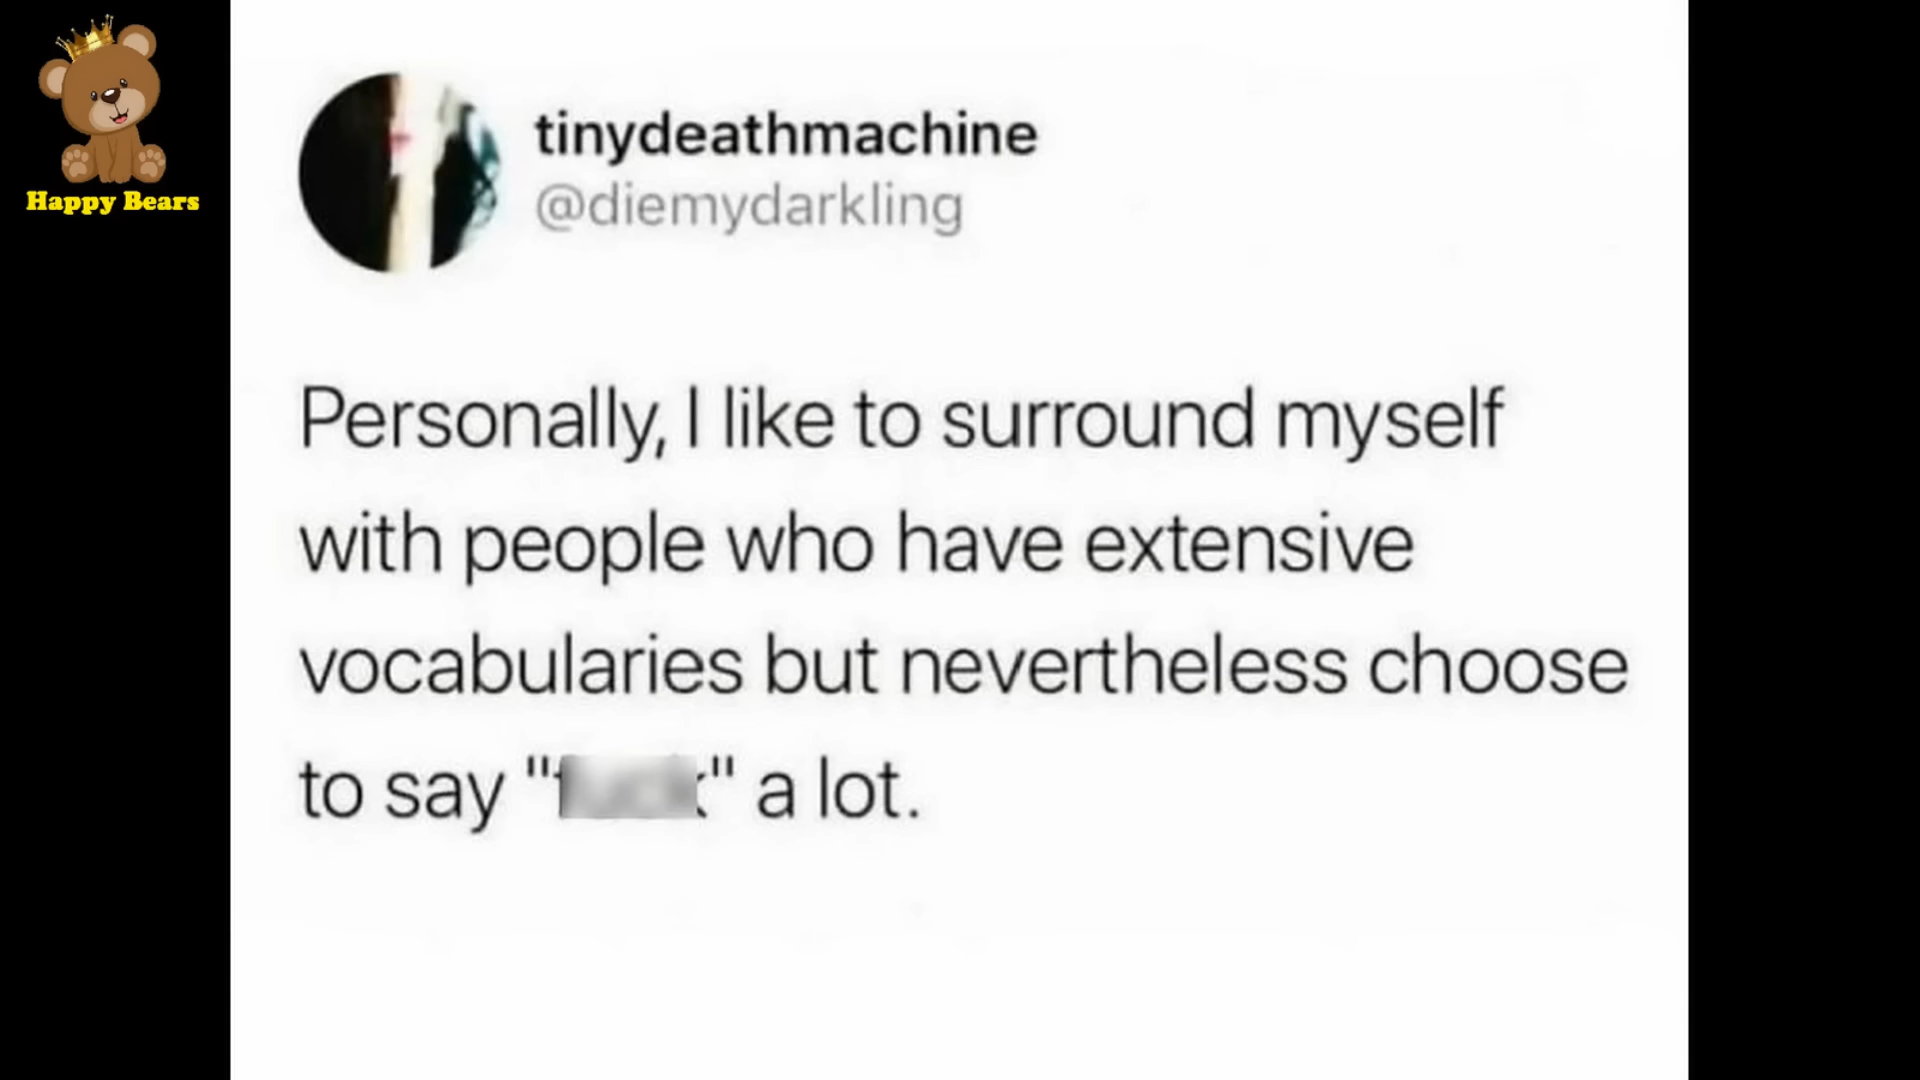 Happy Bears
tinydeathmachine
@diemydarkling
Personally, I like to surround myself
with people who have extensive
vocabularies but nevertheless choose
to say "fuck" a lot.